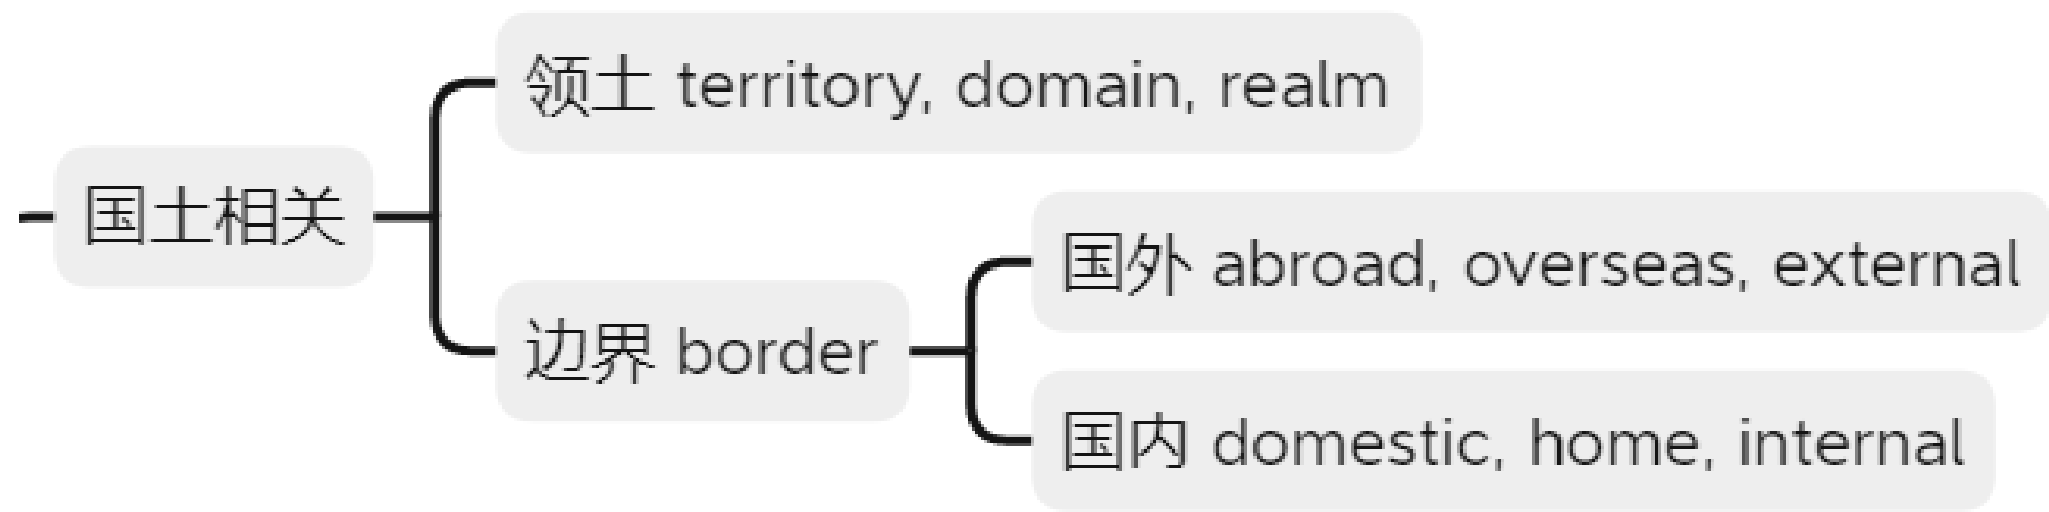 国土相关
领土 territory, domain, realm
边界 border
国外 abroad, overseas, external
国内 domestic, home, internal